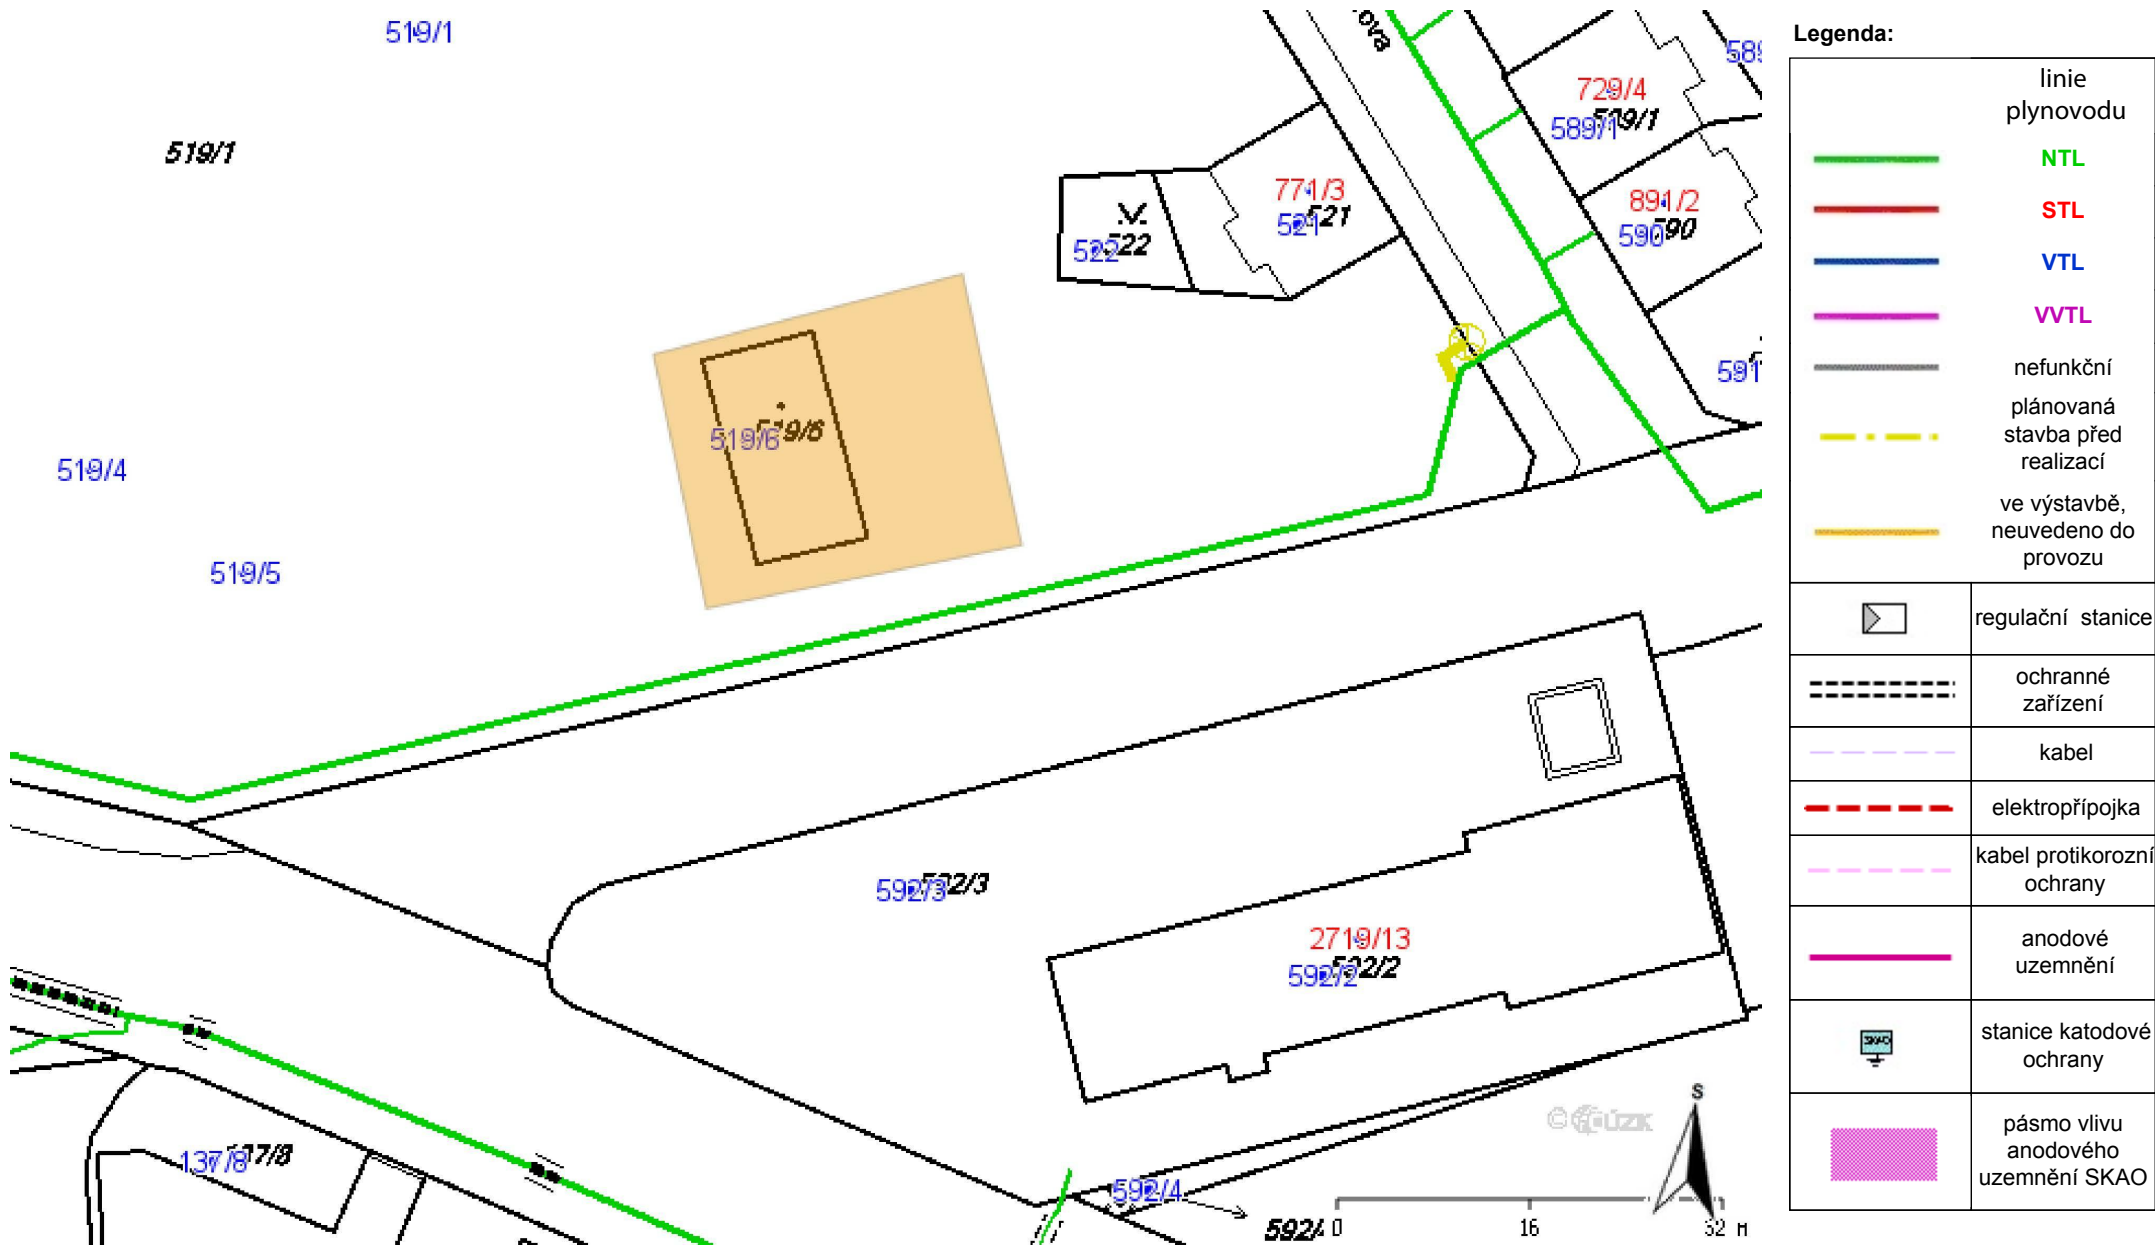 519/1
519/1
ova
589
729/4
589/1
771/3
521
521
891/2
590
590
522
522
591
519/6
519/6
519/4
519/5
592/3
592/3
2719/13
592/2
592/2
137/8
592/4
592/
0 16 32 M
S
Legenda:
linie
plynovodu
NTL
STL
VTL
VVTL
nefunkční
plánovaná
stavba před
realizací
ve výstavbě,
neuvedeno do
provozu
regulační stanice
ochranné
zařízení
kabel
elektropřípojka
kabel protikorozní
ochrany
anodové
uzemnění
SKAO
stanice katodové
ochrany
pásmo vlivu
anodového
uzemnění SKAO